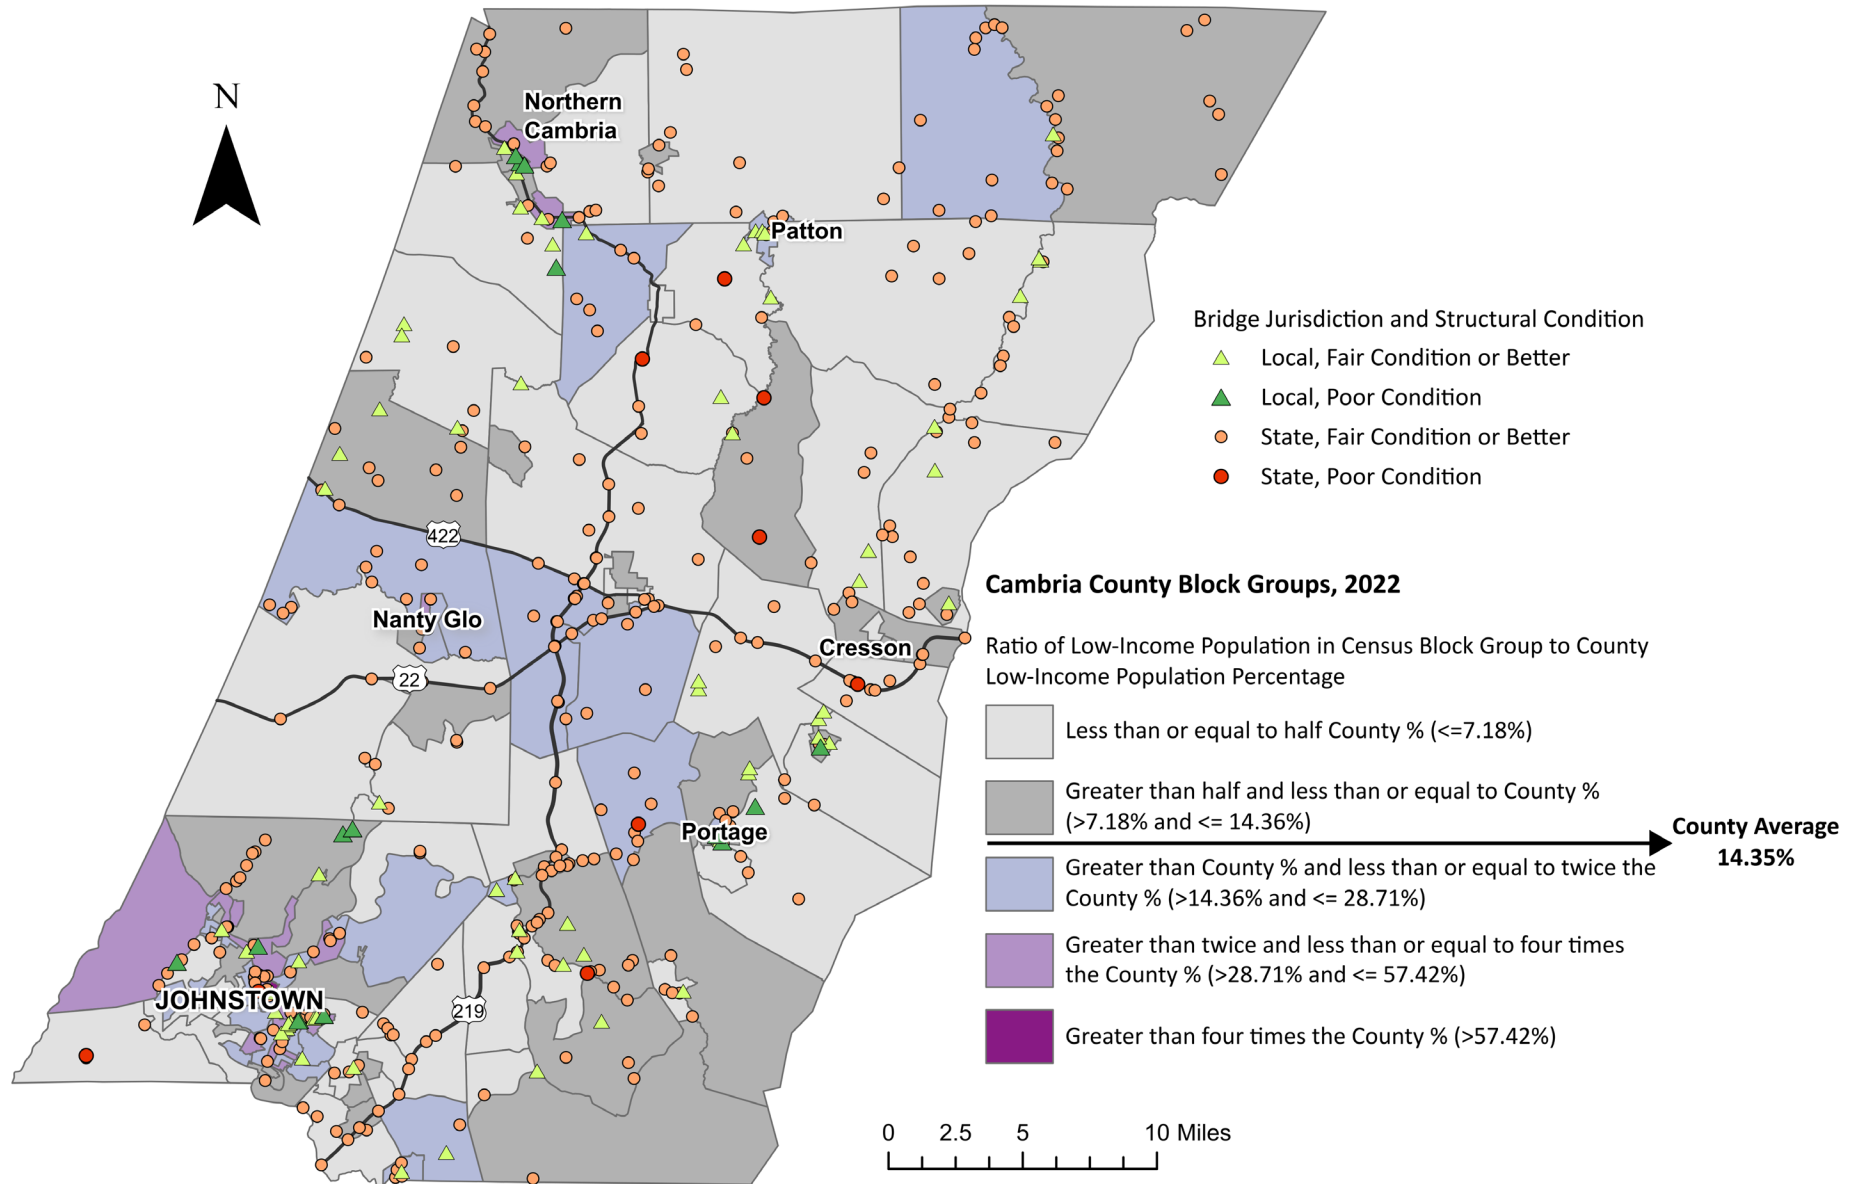 N
Northern
Cambria
Patton
422
Nanty Glo
22
Cresson
Portage
JOHNSTOWN
219
Bridge Jurisdiction and Structural Condition
Local, Fair Condition or Better
Local, Poor Condition
State, Fair Condition or Better
State, Poor Condition
Cambria County Block Groups, 2022
Ratio of Low-Income Population in Census Block Group to County
Low-Income Population Percentage
Less than or equal to half County % (<=7.18%)
Greater than half and less than or equal to County %
(>7.18% and <= 14.36%)
County Average
14.35%
Greater than County % and less than or equal to twice the
County % (>14.36% and <= 28.71%)
Greater than twice and less than or equal to four times
the County % (>28.71% and <= 57.42%)
Greater than four times the County % (>57.42%)
0 2.5 5 10 Miles